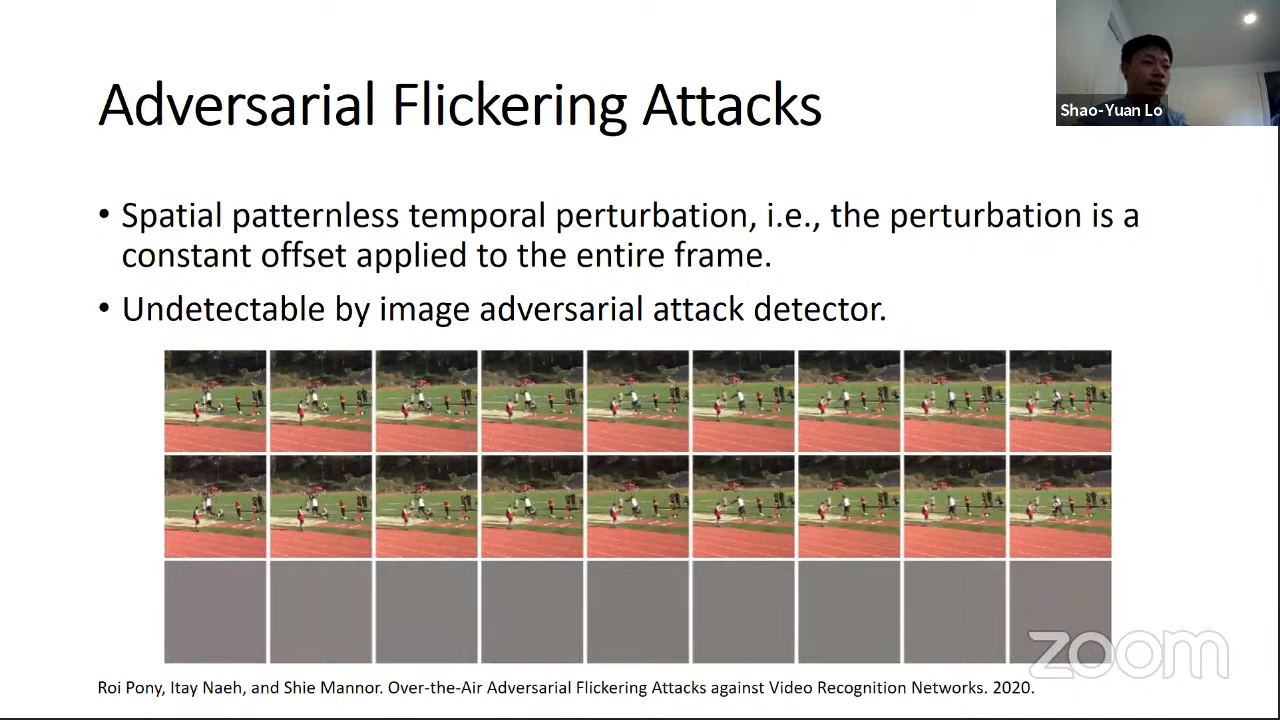 Adversarial Flickering Attacks
Shao-Yuan Lo
• Spatial patternless temporal perturbation, i.e., the perturbation is a
constant offset applied to the entire frame.
• Undetectable by image adversarial attack detector.
zoom
Roi Pony, Itay Naeh, and Shie Mannor. Over-the-Air Adversarial Flickering Attacks against Video Recognition Networks. 2020.